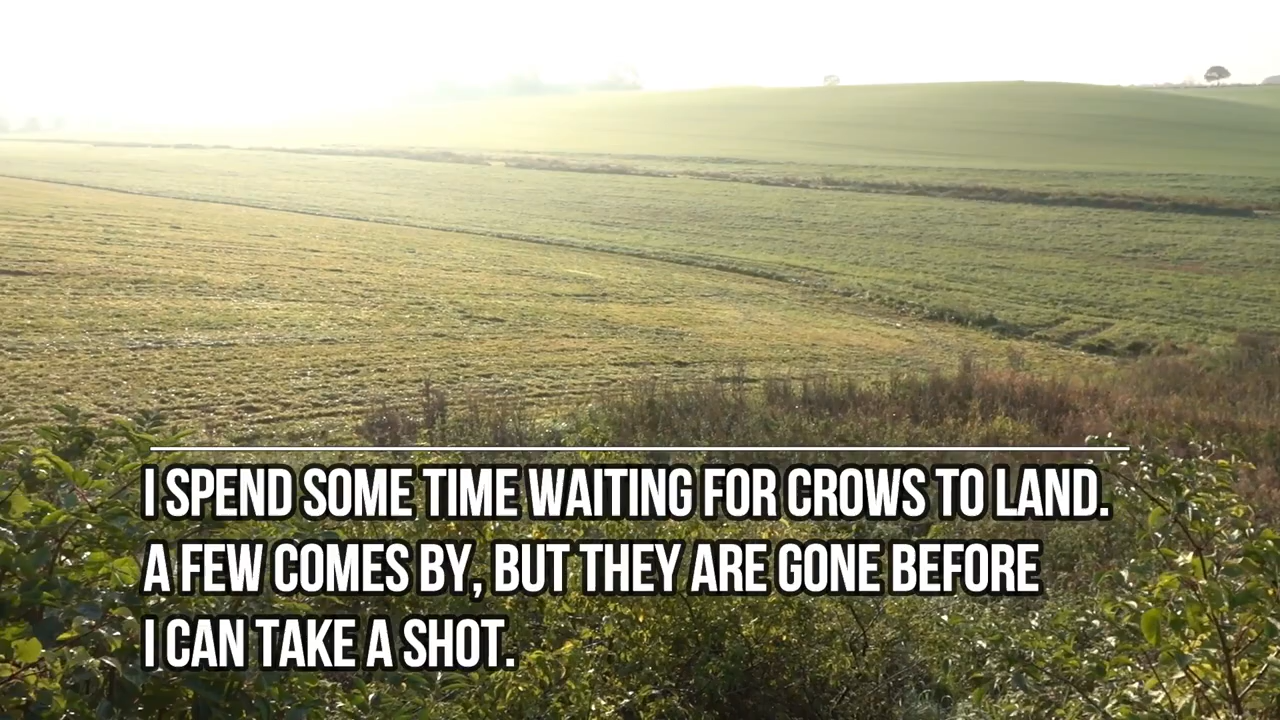 I SPEND SOME TIME WAITING FOR CROWS TO LAND.
A FEW COMES BY, BUT THEY ARE GONE BEFORE
I CAN TAKE A SHOT.